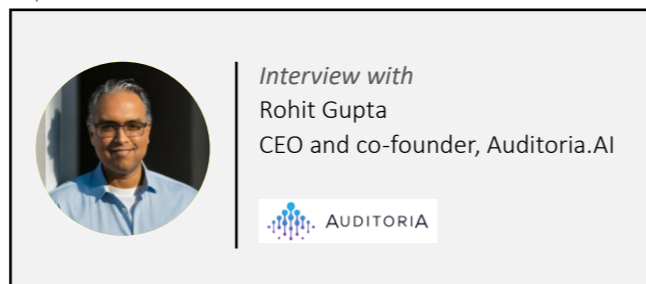 Interview with
Rohit Gupta
CEO and co-founder, Auditoria.AI
AUDITORIA